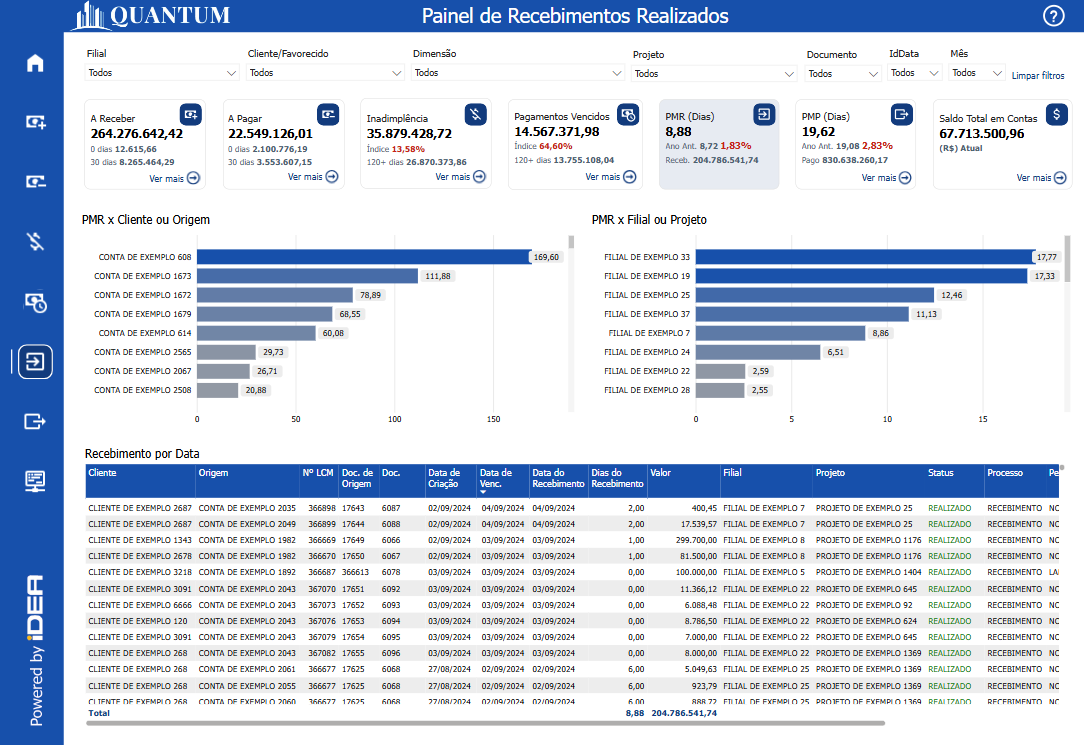 QUANTUM
Painel de Recebimentos Realizados
?
Filial
Cliente/Favorecido
Dimensão
Projeto
Documento
IdData
Mês
Todos
Todos
Todos
Todos
Todos
Todos
Todos
Limpar filtros
A Receber
264.276.642,42
0 dias 12.615,66
30 dias 8.265.464,29
Ver mais
A Pagar
22.549.126,01
0 dias 2.100.776,19
30 dias 3.553.607,15
Ver mais
Inadimplência
35.879.428,72
Índice 13,58%
120+ dias 26.870.373,86
Ver mais
Pagamentos Vencidos
14.567.371,98
Índice 64,60%
120+ dias 13.755.108,04
Ver mais
PMR (Dias)
8,88
Ano Ant. 8,72 1,83%
Receb. 204.786.541,74
PMP (Dias)
19,62
Ano Ant. 19,08 2,83%
Pago 830.638.260,17
Ver mais
Saldo Total em Contas
67.713.500,96
(R$) Atual
Ver mais
PMR x Cliente ou Origem
CONTA DE EXEMPLO 608 169,60
CONTA DE EXEMPLO 1673 111,88
CONTA DE EXEMPLO 1672 78,89
CONTA DE EXEMPLO 1679 68,55
CONTA DE EXEMPLO 614 60,08
CONTA DE EXEMPLO 2565 29,73
CONTA DE EXEMPLO 2067 26,71
CONTA DE EXEMPLO 2508 20,88
0 50 100 150
PMR x Filial ou Projeto
FILIAL DE EXEMPLO 33 17,77
FILIAL DE EXEMPLO 19 17,33
FILIAL DE EXEMPLO 25 12,46
FILIAL DE EXEMPLO 37 11,13
FILIAL DE EXEMPLO 7 8,86
FILIAL DE EXEMPLO 24 6,51
FILIAL DE EXEMPLO 22 2,59
FILIAL DE EXEMPLO 28 2,55
0 5 10 15
Recebimento por Data
Cliente Origem Nº LCM Doc. de Origem Doc. Data de Criação Data de Venc. Data do Recebimento Dias do Recebimento Valor Filial Projeto Status Processo Pe
CLIENTE DE EXEMPLO 2687 CONTA DE EXEMPLO 2035 366898 17643 6087 02/09/2024 04/09/2024 04/09/2024 2,00 400,45 FILIAL DE EXEMPLO 7 PROJETO DE EXEMPLO 25 REALIZADO RECEBIMENTO NO
CLIENTE DE EXEMPLO 2687 CONTA DE EXEMPLO 2049 366899 17644 6088 02/09/2024 04/09/2024 04/09/2024 2,00 17.539,57 FILIAL DE EXEMPLO 7 PROJETO DE EXEMPLO 25 REALIZADO RECEBIMENTO NO
CLIENTE DE EXEMPLO 1343 CONTA DE EXEMPLO 1982 366669 17649 6066 02/09/2024 03/09/2024 03/09/2024 1,00 299.700,00 FILIAL DE EXEMPLO 8 PROJETO DE EXEMPLO 1176 REALIZADO RECEBIMENTO NO
CLIENTE DE EXEMPLO 2678 CONTA DE EXEMPLO 1982 366670 17650 6067 02/09/2024 03/09/2024 03/09/2024 1,00 81.500,00 FILIAL DE EXEMPLO 8 PROJETO DE EXEMPLO 1176 REALIZADO RECEBIMENTO NO
CLIENTE DE EXEMPLO 3218 CONTA DE EXEMPLO 1892 366687 366613 6078 03/09/2024 03/09/2024 03/09/2024 0,00 100.000,00 FILIAL DE EXEMPLO 5 PROJETO DE EXEMPLO 1404 REALIZADO RECEBIMENTO LA
CLIENTE DE EXEMPLO 3091 CONTA DE EXEMPLO 2043 367070 17651 6092 03/09/2024 03/09/2024 03/09/2024 0,00 11.366,12 FILIAL DE EXEMPLO 22 PROJETO DE EXEMPLO 645 REALIZADO RECEBIMENTO NO
CLIENTE DE EXEMPLO 6666 CONTA DE EXEMPLO 2043 367073 17652 6093 03/09/2024 03/09/2024 03/09/2024 0,00 6.088,48 FILIAL DE EXEMPLO 22 PROJETO DE EXEMPLO 92 REALIZADO RECEBIMENTO NO
CLIENTE DE EXEMPLO 120 CONTA DE EXEMPLO 2043 367076 17653 6094 03/09/2024 03/09/2024 03/09/2024 0,00 8.786,50 FILIAL DE EXEMPLO 22 PROJETO DE EXEMPLO 624 REALIZADO RECEBIMENTO NO
CLIENTE DE EXEMPLO 3091 CONTA DE EXEMPLO 2043 367079 17654 6095 03/09/2024 03/09/2024 03/09/2024 0,00 7.000,00 FILIAL DE EXEMPLO 22 PROJETO DE EXEMPLO 645 REALIZADO RECEBIMENTO NO
CLIENTE DE EXEMPLO 268 CONTA DE EXEMPLO 2043 367082 17655 6096 03/09/2024 03/09/2024 03/09/2024 0,00 8.000,00 FILIAL DE EXEMPLO 22 PROJETO DE EXEMPLO 1369 REALIZADO RECEBIMENTO NO
CLIENTE DE EXEMPLO 268 CONTA DE EXEMPLO 2061 366677 17625 6068 27/08/2024 02/09/2024 02/09/2024 6,00 5.049,63 FILIAL DE EXEMPLO 25 PROJETO DE EXEMPLO 1369 REALIZADO RECEBIMENTO NO
CLIENTE DE EXEMPLO 268 CONTA DE EXEMPLO 2055 366677 17625 6068 27/08/2024 02/09/2024 02/09/2024 6,00 923,79 FILIAL DE EXEMPLO 25 PROJETO DE EXEMPLO 1369 REALIZADO RECEBIMENTO NO
CLIENTE DE EXEMPLO 268 CONTA DE EXEMPLO 2060 366677 17625 6068 27/08/2024 02/09/2024 02/09/2024 6,00 888,72 FILIAL DE EXEMPLO 25 PROJETO DE EXEMPLO 1369 REALIZADO RECEBIMENTO NO
Total 8,88 204.786.541,74
Powered by iDEA